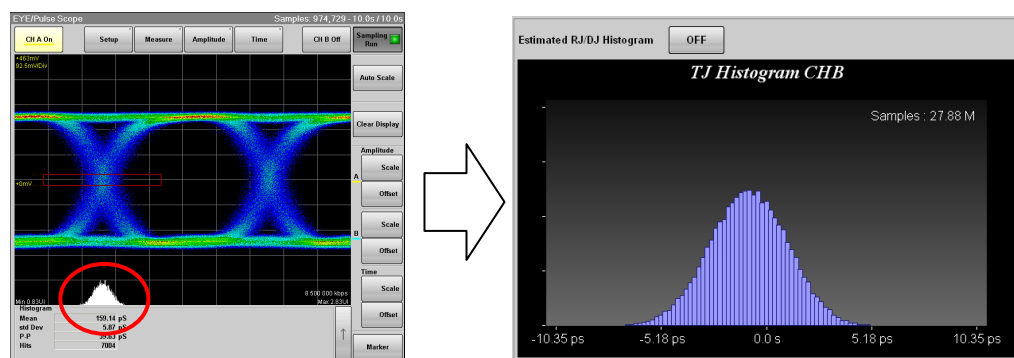 EYE/Pulse Scope
Samples: 974,729 - 10.0s / 10.0s
CH A On
Setup
Measure
Amplitude
Time
CH B Off
Sampling
Run
+463mV
92.5mV/Div
Auto Scale
Clear Display
Amplitude
Scale
A
+0mV
Offset
Scale
B
Offset
Time
Scale
8 500 000 kbps
Min 0.83UI
Max 2.83UI
Offset
Histogram
Mean 159.14 pS
std Dev 5.87 pS
P-P 39.63 pS
Hits 7004
Marker
Estimated RJ/DJ Histogram
OFF
TJ Histogram CHB
Samples : 27.88 M
-10.35 ps
-5.18 ps
0.0 s
5.18 ps
10.35 ps